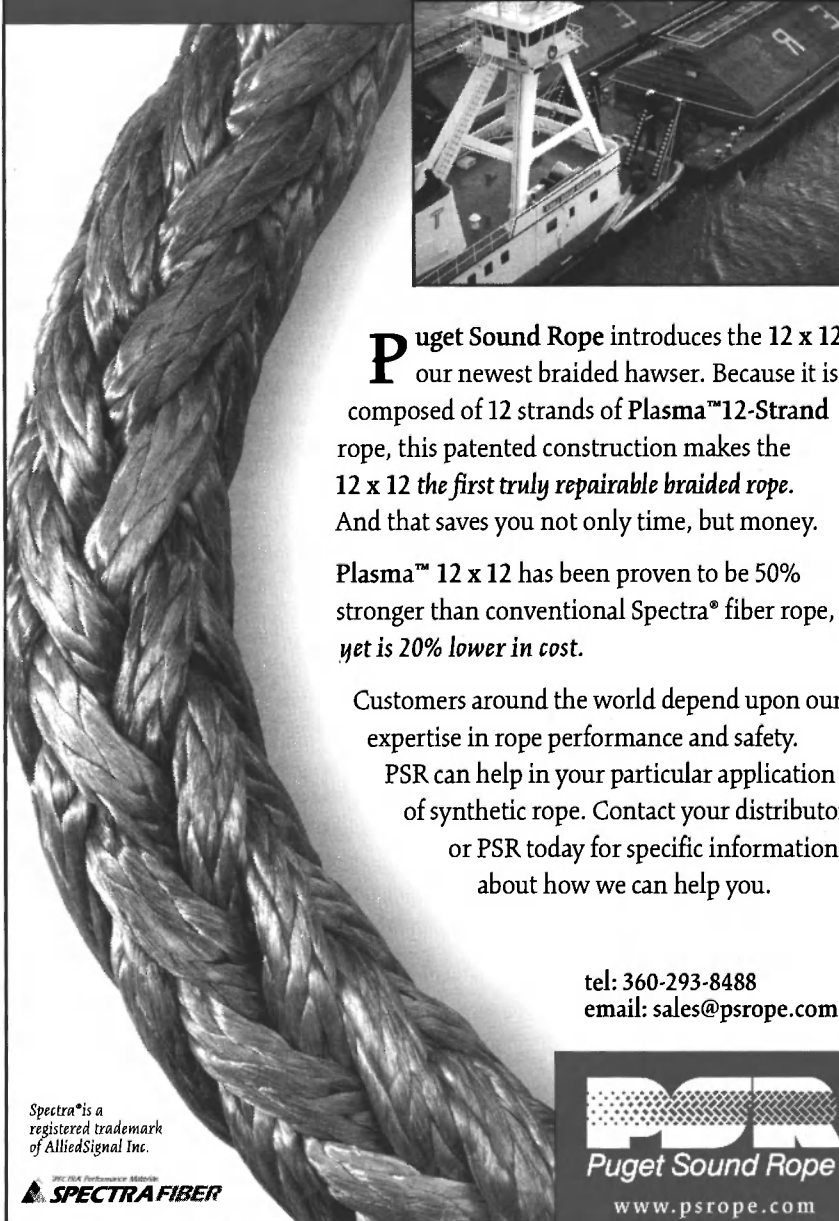 Puget Sound Rope introduces the 12 x 12
our newest braided hawser. Because it is
composed of 12 strands of Plasma™12-Strand
rope, this patented construction makes the
12 x 12 the first truly repairable braided rope.
And that saves you not only time, but money.
Plasma™ 12 x 12 has been proven to be 50%
stronger than conventional Spectra® fiber rope,
yet is 20% lower in cost.
Customers around the world depend upon our
expertise in rope performance and safety.
PSR can help in your particular application
of synthetic rope. Contact your distributor
or PSR today for specific information
about how we can help you.
tel: 360-293-8488
email: sales@psrope.com
Spectra® is a
registered trademark
of AlliedSignal Inc.
SPECTRA Performance Materials
SPECTRA FIBER
PSR
Puget Sound Rope
www.psrope.com